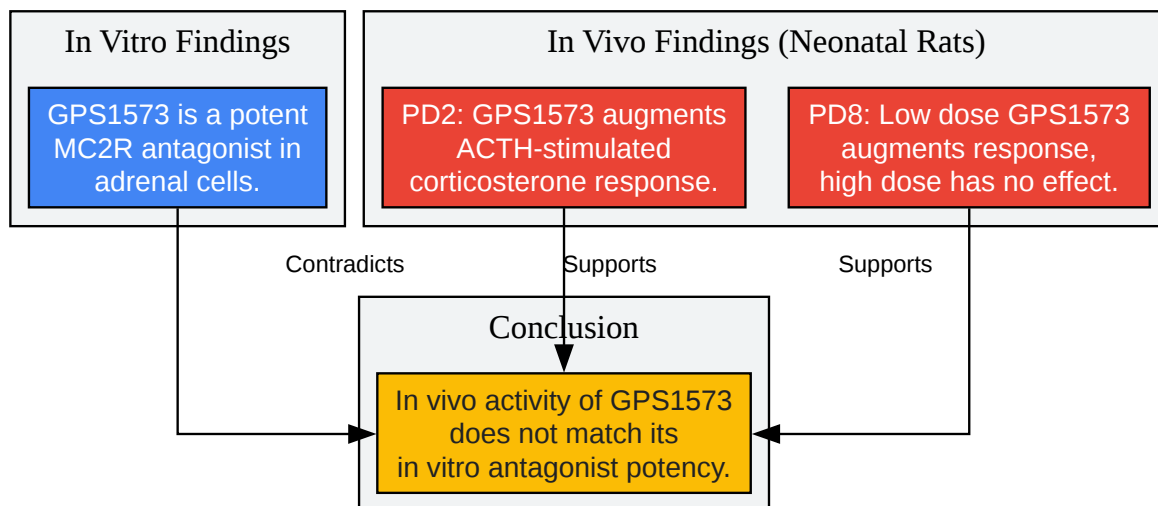 In Vitro Findings
In Vivo Findings (Neonatal Rats)
GPS1573 is a potent
MC2R antagonist in
adrenal cells.
PD2: GPS1573 augments
ACTH-stimulated
corticosterone response.
PD8: Low dose GPS1573
augments response,
high dose has no effect.
Contradicts
Supports
Supports
Conclusion
In vivo activity of GPS1573
does not match its
in vitro antagonist potency.